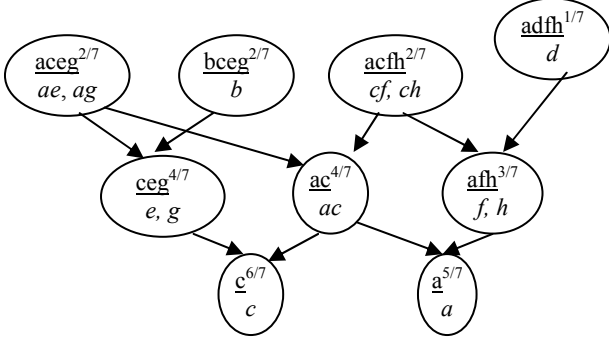 aceg2/7
ae, ag
bceg2/7
b
acfh2/7
cf, ch
adfh1/7
d
ceg4/7
e, g
ac4/7
ac
afh3/7
f, h
c6/7
c
a5/7
a